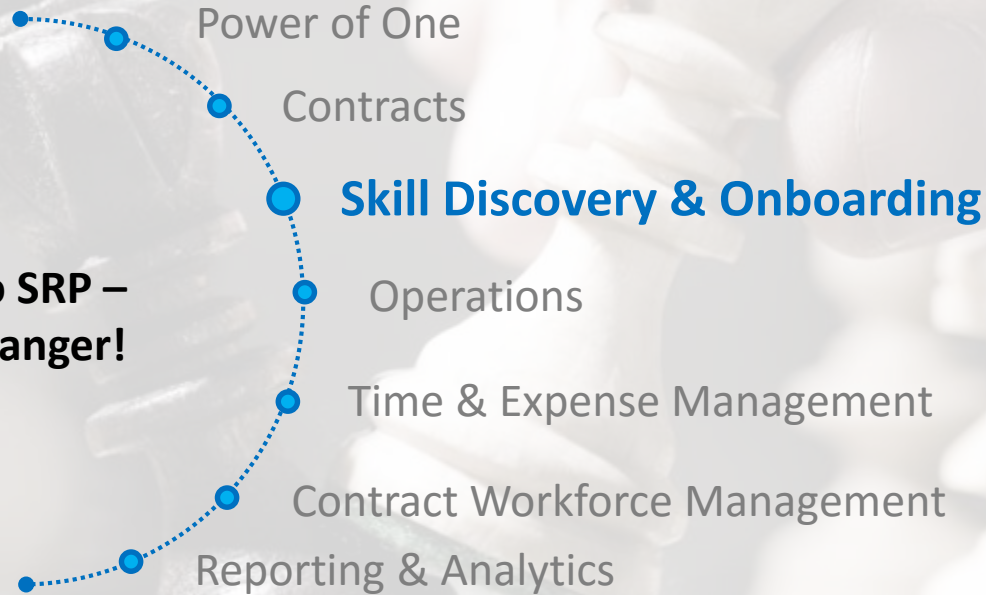 Power of One
Contracts
Skill Discovery & Onboarding
SRP –
anger!
Operations
Time & Expense Management
Contract Workforce Management
Reporting & Analytics